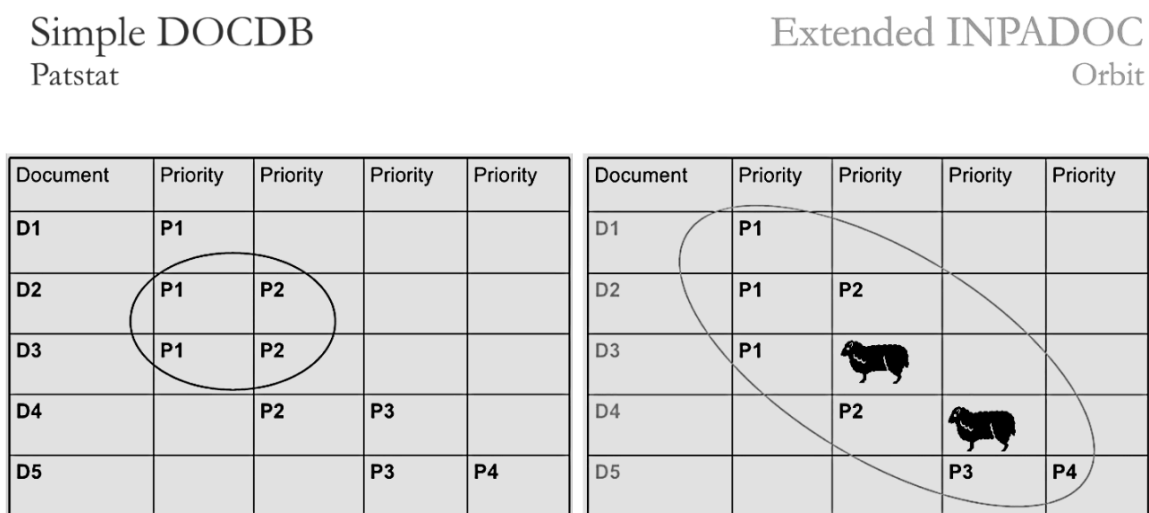 Simple DOCDB
Patstat
Extended INPADOC
Orbit
Document Priority Priority Priority Priority
D1 P1
D2 P1 P2
D3 P1 P2
D4 P2 P3
D5 P3 P4
Document Priority Priority Priority Priority
D1 P1
D2 P1 P2
D3 P1
D4 P2
D5 P3 P4